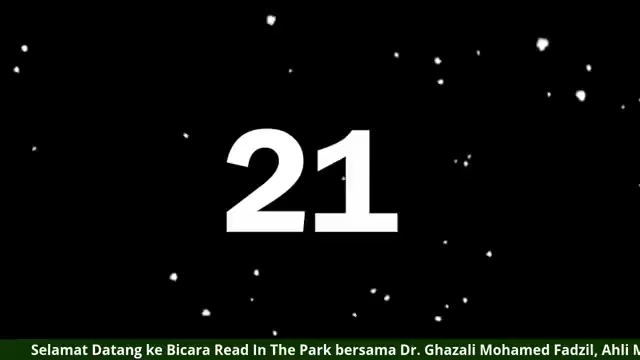 21
Selamat Datang ke Bicara Read In The Park bersama Dr. Ghazali Mohamed Fadzil, Ahli